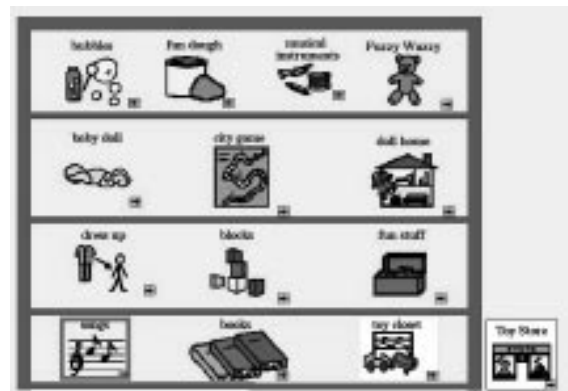 bubbles
fun dough
musical
instruments
Fuzzy Wuzzy
baby doll
city game
doll house
dress up
blocks
fun stuff
songs
books
toy closet
Toy Store